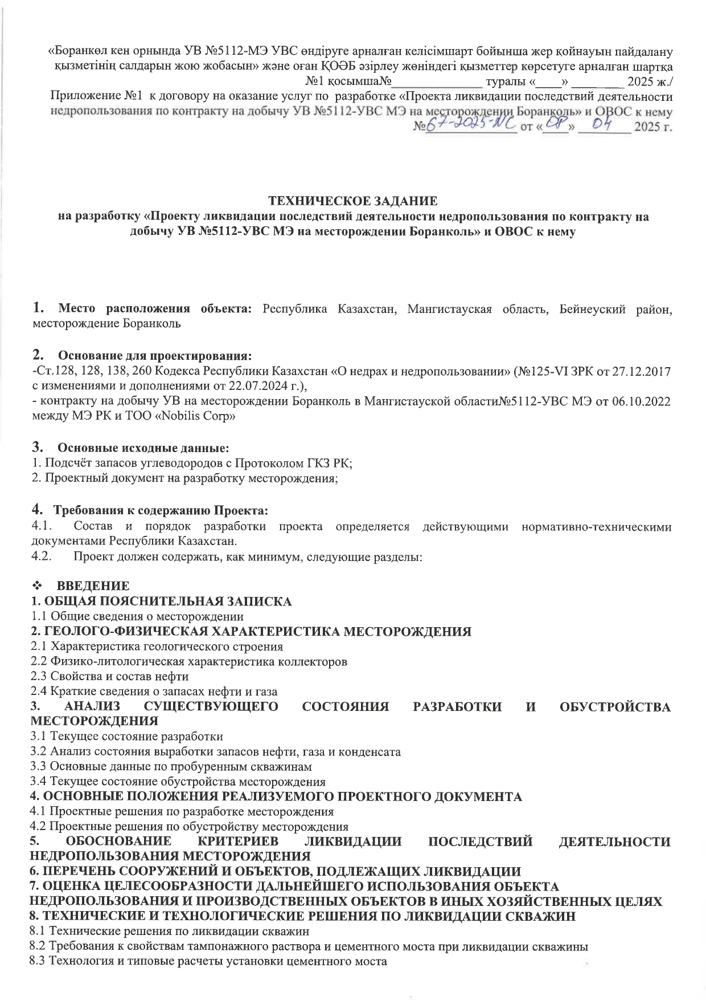 «Боранкөл кен орнында УВ №5112-МЭ УВС өндіруге арналған келісімшарт бойынша жер қойнауын пайдалану
қызметінің салдарын жою жобасын» және оған ҚОӘБ әзірлеу жөніндегі қызметтер көрсетуге арналған шартқа
№1 қосымша№______________ туралы «____» ________ 2025 ж./
Приложение №1 к договору на оказание услуг по разработке «Проекта ликвидации последствий деятельности
недропользования по контракту на добычу УВ №5112-УВС МЭ на месторождении Боранколь» и ОВОС к нему
№67-2025-NC от «08» 04 2025 г.
ТЕХНИЧЕСКОЕ ЗАДАНИЕ
на разработку «Проекту ликвидации последствий деятельности недропользования по контракту на
добычу УВ №5112-УВС МЭ на месторождении Боранколь» и ОВОС к нему
1. Место расположения объекта: Республика Казахстан, Мангистауская область, Бейнеуский район,
месторождение Боранколь
2. Основание для проектирования:
-Ст.128, 128, 138, 260 Кодекса Республики Казахстан «О недрах и недропользовании» (№125-VI ЗРК от 27.12.2017
с изменениями и дополнениями от 22.07.2024 г.),
- контракту на добычу УВ на месторождении Боранколь в Мангистауской области№5112-УВС МЭ от 06.10.2022
между МЭ РК и ТОО «Nobilis Corp»
3. Основные исходные данные:
1. Подсчёт запасов углеводородов с Протоколом ГКЗ РК;
2. Проектный документ на разработку месторождения;
4. Требования к содержанию Проекта:
4.1. Состав и порядок разработки проекта определяется действующими нормативно-техническими
документами Республики Казахстан.
4.2. Проект должен содержать, как минимум, следующие разделы:
❖ ВВЕДЕНИЕ
1. ОБЩАЯ ПОЯСНИТЕЛЬНАЯ ЗАПИСКА
1.1 Общие сведения о месторождении
2. ГЕОЛОГО-ФИЗИЧЕСКАЯ ХАРАКТЕРИСТИКА МЕСТОРОЖДЕНИЯ
2.1 Характеристика геологического строения
2.2 Физико-литологическая характеристика коллекторов
2.3 Свойства и состав нефти
2.4 Краткие сведения о запасах нефти и газа
3. АНАЛИЗ СУЩЕСТВУЮЩЕГО СОСТОЯНИЯ РАЗРАБОТКИ И ОБУСТРОЙСТВА
МЕСТОРОЖДЕНИЯ
3.1 Текущее состояние разработки
3.2 Анализ состояния выработки запасов нефти, газа и конденсата
3.3 Основные данные по пробуренным скважинам
3.4 Текущее состояние обустройства месторождения
4. ОСНОВНЫЕ ПОЛОЖЕНИЯ РЕАЛИЗУЕМОГО ПРОЕКТНОГО ДОКУМЕНТА
4.1 Проектные решения по разработке месторождения
4.2 Проектные решения по обустройству месторождения
5. ОБОСНОВАНИЕ КРИТЕРИЕВ ЛИКВИДАЦИИ ПОСЛЕДСТВИЙ ДЕЯТЕЛЬНОСТИ
НЕДРОПОЛЬЗОВАНИЯ МЕСТОРОЖДЕНИЯ
6. ПЕРЕЧЕНЬ СООРУЖЕНИЙ И ОБЪЕКТОВ, ПОДЛЕЖАЩИХ ЛИКВИДАЦИИ
7. ОЦЕНКА ЦЕЛЕСООБРАЗНОСТИ ДАЛЬНЕЙШЕГО ИСПОЛЬЗОВАНИЯ ОБЪЕКТА
НЕДРОПОЛЬЗОВАНИЯ И ПРОИЗВОДСТВЕННЫХ ОБЪЕКТОВ В ИНЫХ ХОЗЯЙСТВЕННЫХ ЦЕЛЯХ
8. ТЕХНИЧЕСКИЕ И ТЕХНОЛОГИЧЕСКИЕ РЕШЕНИЯ ПО ЛИКВИДАЦИИ СКВАЖИН
8.1 Технические решения по ликвидации скважин
8.2 Требования к свойствам тампонажного раствора и цементного моста при ликвидации скважины
8.3 Технология и типовые расчеты установки цементного моста